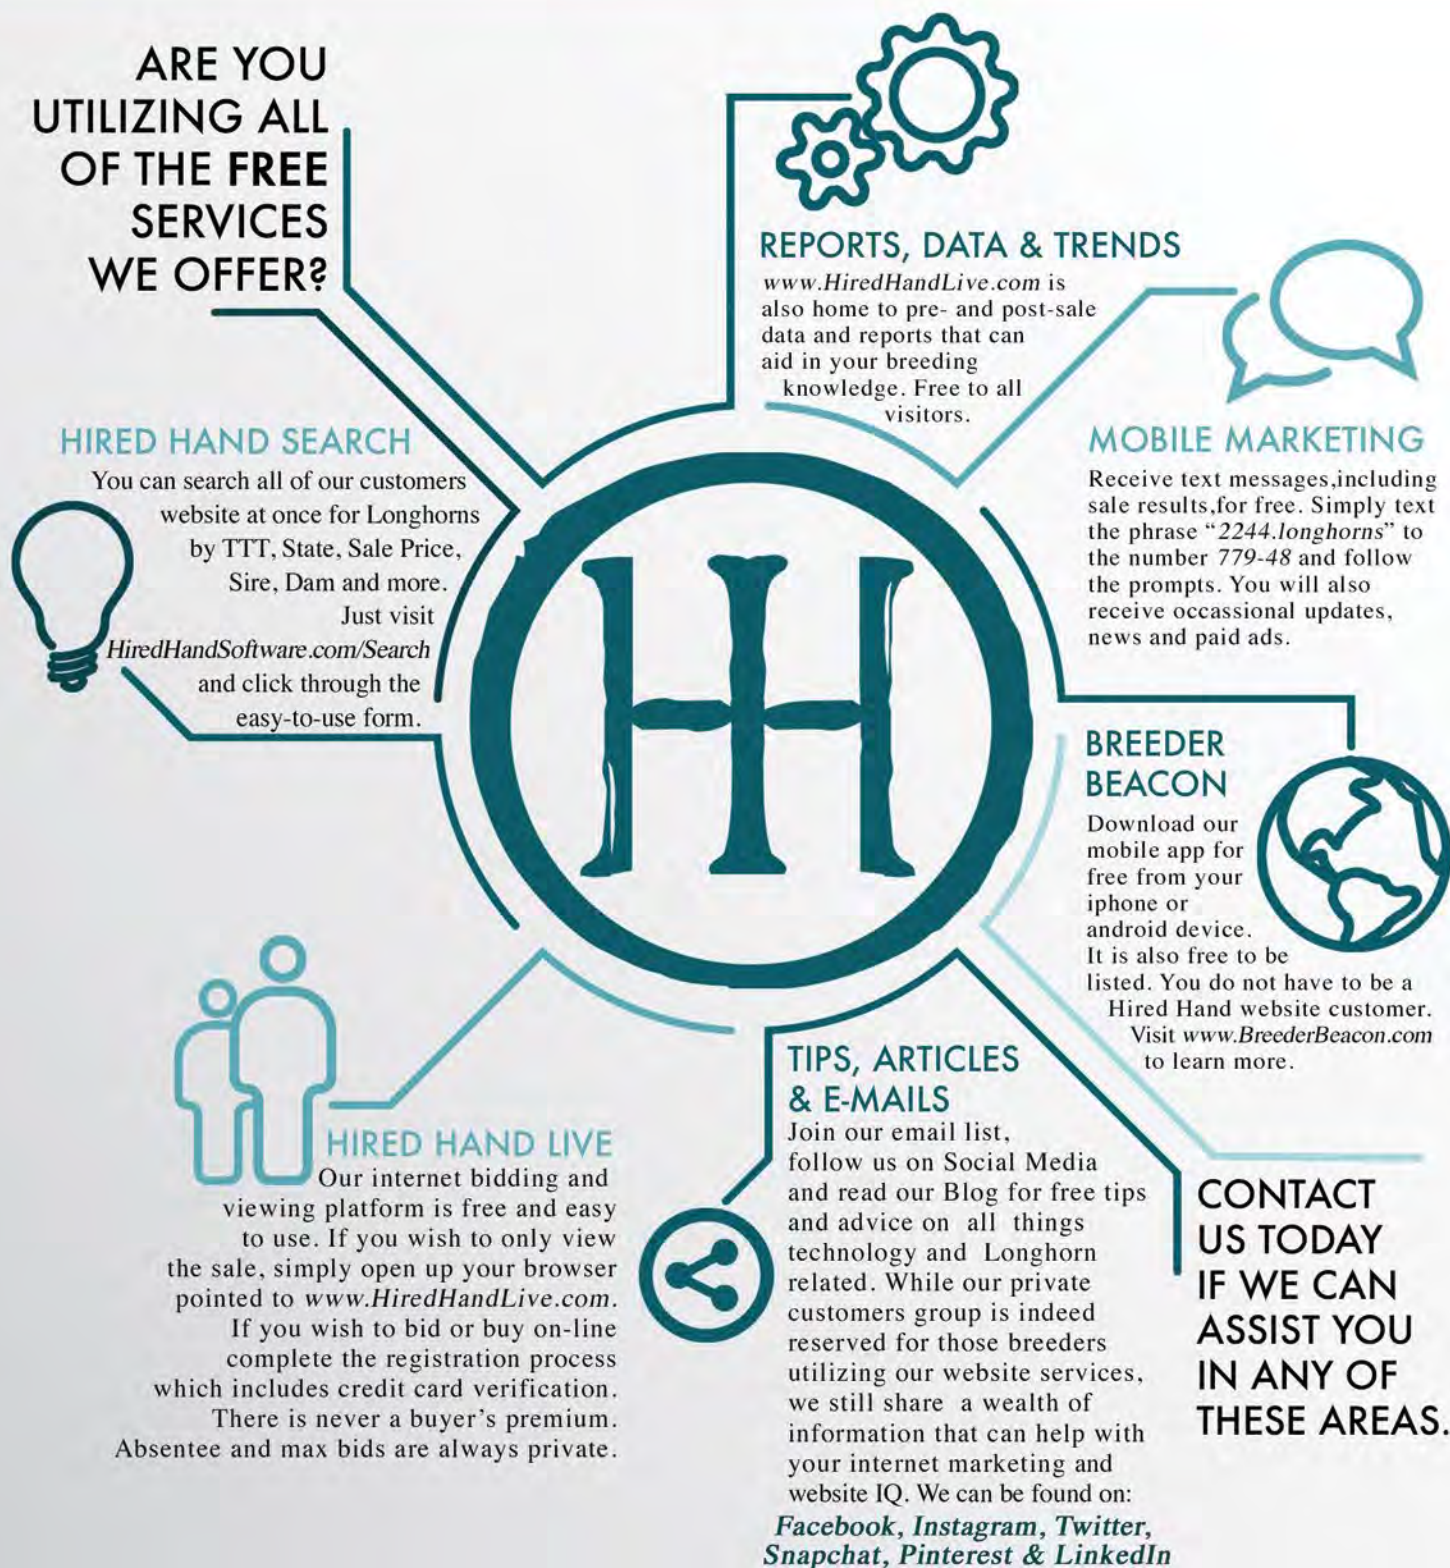 ARE YOU
UTILIZING ALL
OF THE FREE
SERVICES
WE OFFER?
REPORTS, DATA & TRENDS
www.HiredHandLive.com is
also home to pre- and post-sale
data and reports that can
aid in your breeding
knowledge. Free to all
visitors.
MOBILE MARKETING
Receive text messages,including
sale results,for free. Simply text
the phrase “2244.longhorns” to
the number 779-48 and follow
the prompts. You will also
receive occassional updates,
news and paid ads.
HIRED HAND SEARCH
You can search all of our customers
website at once for Longhorns
by TTT, State, Sale Price,
Sire, Dam and more.
Just visit
HiredHandSoftware.com/Search
and click through the
easy-to-use form.
BREEDER
BEACON
Download our
mobile app for
free from your
iphone or
android device.
It is also free to be
listed. You do not have to be a
Hired Hand website customer.
Visit www.BreederBeacon.com
to learn more.
HIRED HAND LIVE
Our internet bidding and
viewing platform is free and easy
to use. If you wish to only view
the sale, simply open up your browser
pointed to www.HiredHandLive.com.
If you wish to bid or buy on-line
complete the registration process
which includes credit card verification.
There is never a buyer’s premium.
Absentee and max bids are always private.
TIPS, ARTICLES
& E-MAILS
Join our email list,
follow us on Social Media
and read our Blog for free tips
and advice on all things
technology and Longhorn
related. While our private
customers group is indeed
reserved for those breeders
utilizing our website services,
we still share a wealth of
information that can help with
your internet marketing and
website IQ. We can be found on:
Facebook, Instagram, Twitter,
Snapchat, Pinterest & LinkedIn
CONTACT
US TODAY
IF WE CAN
ASSIST YOU
IN ANY OF
THESE AREAS.